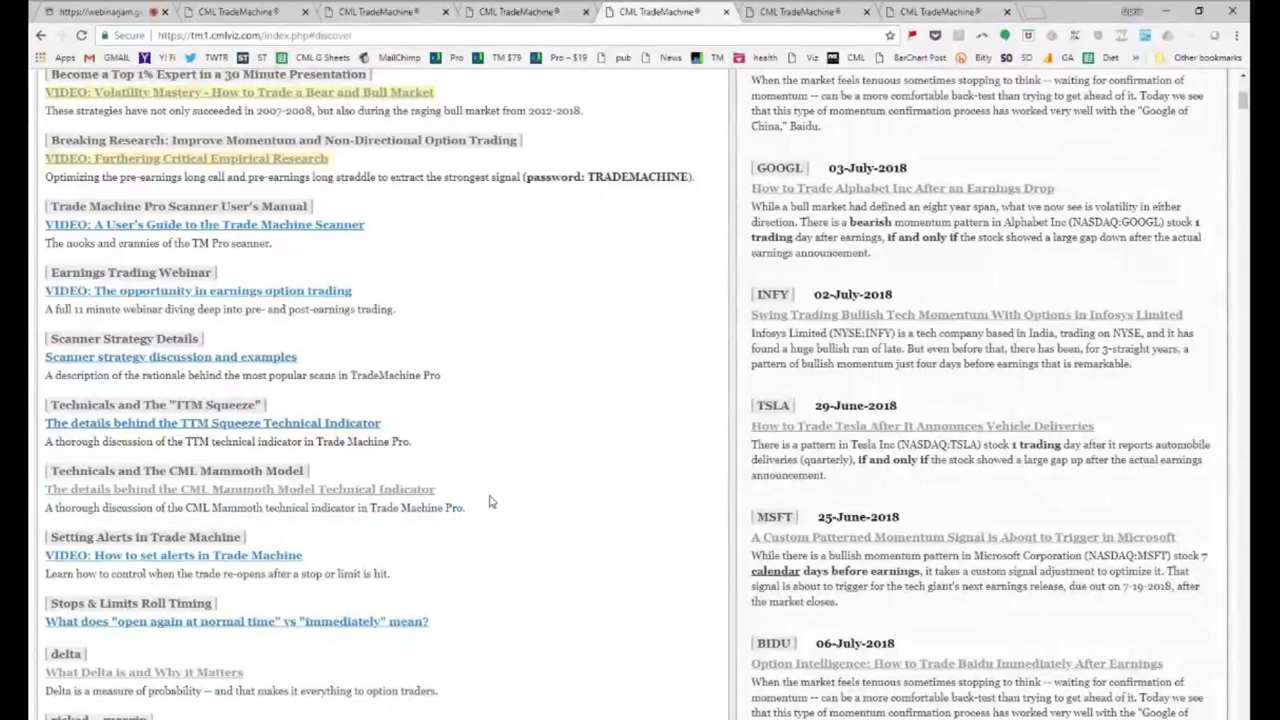 https://webinarjam.g
CML TradeMachine®
CML TradeMachine®
CML TradeMachine®
CML TradeMachine®
CML TradeMachine®
CML TradeMachine®
Secure
https://tm1.cmlviz.com/index.php#discover
Apps
GMAIL
Y! Fi
TWTR
ST
ST
CML G Sheets
MailChimp
Pro
TM $79
Pro – $19
pub
News
TM
health
Viz
CML
BarChart Post
Bitly
SO
SO
GA
Diet
»
Other bookmarks
Become a Top 1% Expert in a 30 Minute Presentation |
VIDEO: Volatility Mastery - How to Trade a Bear and Bull Market
These strategies have not only succeeded in 2007-2008, but also during the raging bull market from 2012-2018.
| Breaking Research: Improve Momentum and Non-Directional Option Trading |
VIDEO: Furthering Critical Empirical Research
Optimizing the pre-earnings long call and pre-earnings long straddle to extract the strongest signal (password: TRADEMACHINE).
| Trade Machine Pro Scanner User's Manual |
VIDEO: A User's Guide to the Trade Machine Scanner
The nooks and crannies of the TM Pro scanner.
| Earnings Trading Webinar |
VIDEO: The opportunity in earnings option trading
A full 11 minute webinar diving deep into pre- and post-earnings trading.
| Scanner Strategy Details |
Scanner strategy discussion and examples
A description of the rationale behind the most popular scans in TradeMachine Pro
| Technicals and The "TTM Squeeze" |
The details behind the TTM Squeeze Technical Indicator
A thorough discussion of the TTM technical indicator in Trade Machine Pro.
| Technicals and The CML Mammoth Model |
The details behind the CML Mammoth Model Technical Indicator
A thorough discussion of the CML Mammoth technical indicator in Trade Machine Pro.
| Setting Alerts in Trade Machine |
VIDEO: How to set alerts in Trade Machine
Learn how to control when the trade re-opens after a stop or limit is hit.
| Stops & Limits Roll Timing |
What does "open again at normal time" vs "immediately" mean?
| delta |
What Delta is and Why it Matters
Delta is a measure of probability -- and that makes it everything to option traders.
When the market feels tenuous sometimes stopping to think -- waiting for confirmation of
momentum -- can be a more comfortable back-test than trying to get ahead of it. Today we see
that this type of momentum confirmation process has worked very well with the "Google of
China," Baidu.
| GOOGL | 03-July-2018
How to Trade Alphabet Inc After an Earnings Drop
While a bull market had defined an eight year span, what we now see is volatility in either
direction. There is a bearish momentum pattern in Alphabet Inc (NASDAQ:GOOGL) stock 1
trading day after earnings, if and only if the stock showed a large gap down after the actual
earnings announcement.
| INFY | 02-July-2018
Swing Trading Bullish Tech Momentum With Options in Infosys Limited
Infosys Limited (NYSE:INFY) is a tech company based in India, trading on NYSE, and it has
found a huge bullish run of late. But even before that, there has been, for 3-straight years, a
pattern of bullish momentum just four days before earnings that is remarkable.
| TSLA | 29-June-2018
How to Trade Tesla After It Announces Vehicle Deliveries
There is a pattern in Tesla Inc (NASDAQ:TSLA) stock 1 trading day after it reports automobile
deliveries (quarterly), if and only if the stock showed a large gap up after the actual earnings
announcement.
| MSFT | 25-June-2018
A Custom Patterned Momentum Signal is About to Trigger in Microsoft
While there is a bullish momentum pattern in Microsoft Corporation (NASDAQ:MSFT) stock 7
calendar days before earnings, it takes a custom signal adjustment to optimize it. That
signal is about to trigger for the tech giant's next earnings release, due out on 7-19-2018, after
the market closes.
| BIDU | 06-July-2018
Option Intelligence: How to Trade Baidu Immediately After Earnings
When the market feels tenuous sometimes stopping to think -- waiting for confirmation of
momentum -- can be a more comfortable back-test than trying to get ahead of it. Today we see
that this type of momentum confirmation process has worked very well with the "Google of